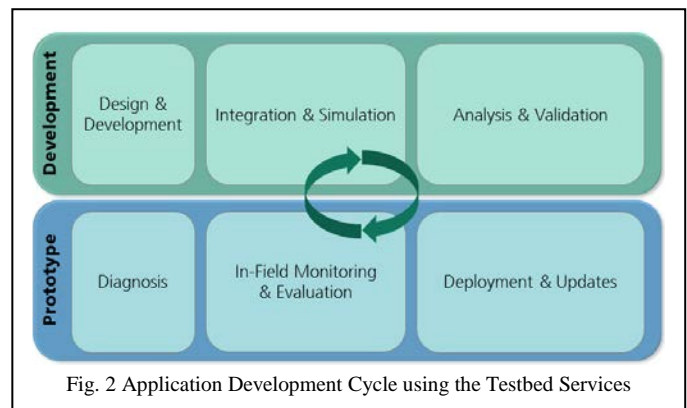 Development
Design &
Development
Integration & Simulation
Analysis & Validation
Prototype
Diagnosis
In-Field Monitoring
& Evaluation
Deployment & Updates
Fig. 2 Application Development Cycle using the Testbed Services